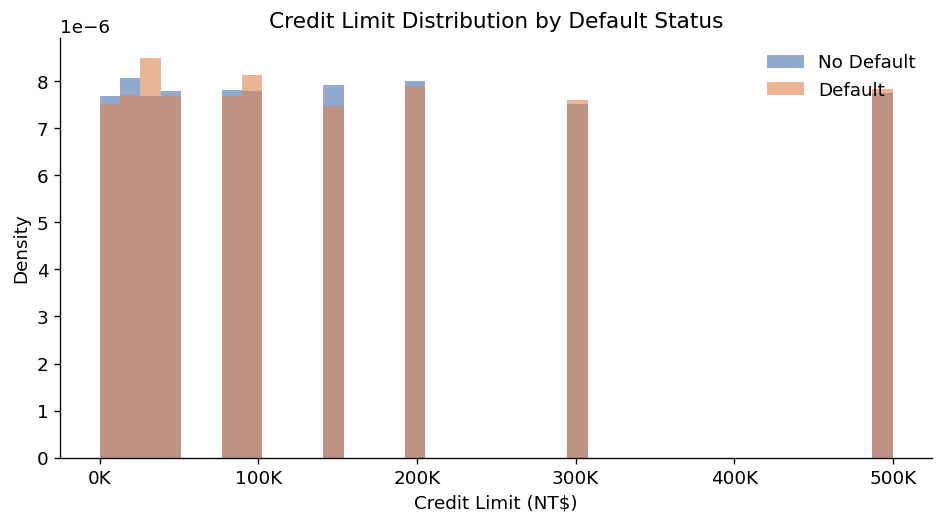 Credit Limit Distribution by Default Status
1e−6
No Default
Default
8
7
6
5
4
3
2
1
0
Density
0K 100K 200K 300K 400K 500K
Credit Limit (NT$)